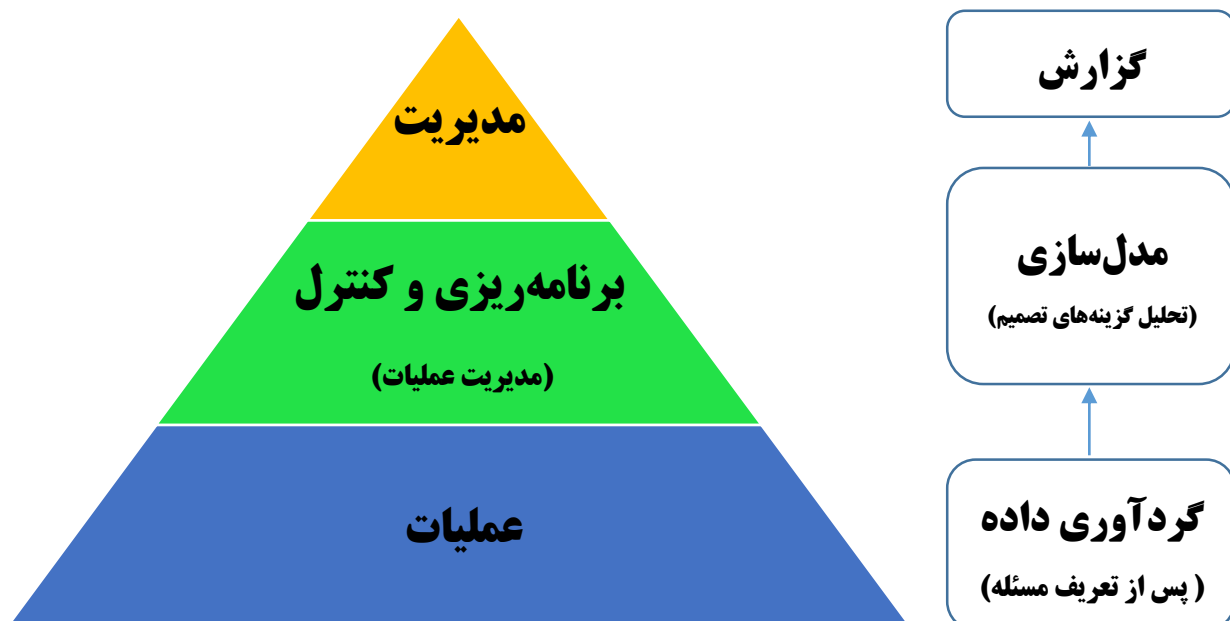 مدیریت
برنامه‌ریزی و کنترل
(مدیریت عملیات)
عملیات
گزارش
مدل‌سازی
(تحلیل گزینه‌های تصمیم)
گردآوری داده
( پس از تعریف مسئله)